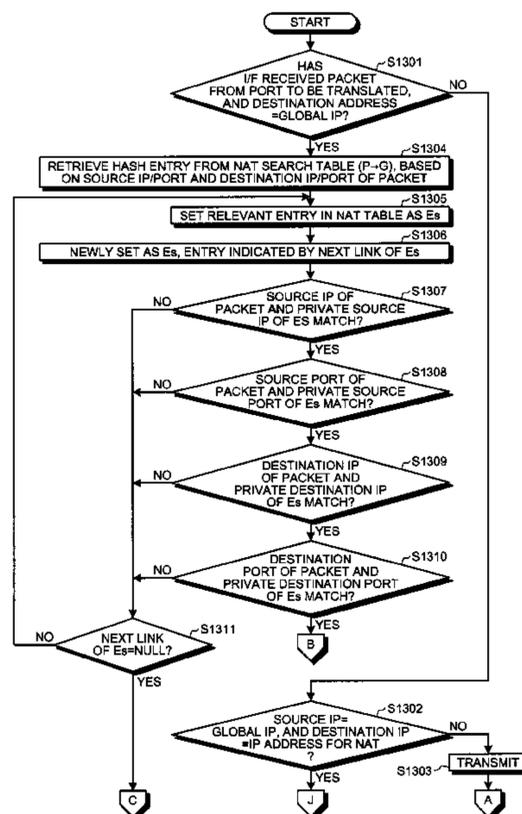 START
S1301
HAS
I/F RECEIVED PACKET
FROM PORT TO BE TRANSLATED,
AND DESTINATION ADDRESS
=GLOBAL IP?
NO
YES
S1304
RETRIEVE HASH ENTRY FROM NAT SEARCH TABLE (P→G), BASED
ON SOURCE IP/PORT AND DESTINATION IP/PORT OF PACKET
S1305
SET RELEVANT ENTRY IN NAT TABLE AS Es
S1306
NEWLY SET AS Es, ENTRY INDICATED BY NEXT LINK OF Es
S1307
NO
SOURCE IP OF
PACKET AND PRIVATE SOURCE
IP OF Es MATCH?
YES
S1308
NO
SOURCE PORT OF
PACKET AND PRIVATE SOURCE
PORT OF Es MATCH?
YES
S1309
NO
DESTINATION IP
OF PACKET AND
PRIVATE DESTINATION IP
OF Es MATCH?
YES
S1310
NO
DESTINATION
PORT OF PACKET AND
PRIVATE DESTINATION PORT
OF Es MATCH?
YES
B
NO
S1311
NEXT LINK
OF Es=NULL?
YES
S1302
SOURCE IP=
GLOBAL IP, AND DESTINATION IP
=IP ADDRESS FOR NAT
?
NO
YES
S1303
TRANSMIT
C
J
A